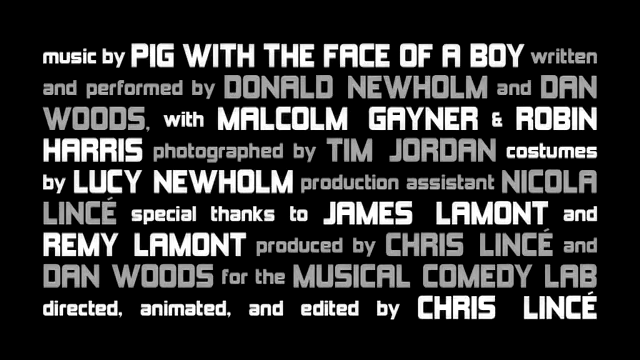 music by PIG WITH THE FACE OF A BOY written
and performed by DONALD NEWHOLM and DAN
WOODS, with MALCOLM GAYNER & ROBIN
HARRIS photographed by TIM JORDAN costumes
by LUCY NEWHOLM production assistant NICOLA
LINCÉ special thanks to JAMES LAMONT and
REMY LAMONT produced by CHRIS LINCÉ and
DAN WOODS for the MUSICAL COMEDY LAB
directed, animated, and edited by CHRIS LINCÉ